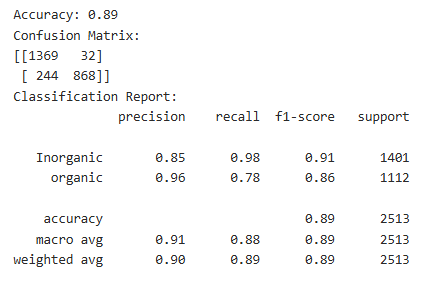 Accuracy: 0.89
Confusion Matrix:
[[1369   32]
 [ 244  868]]
Classification Report:
              precision    recall  f1-score   support

   Inorganic       0.85      0.98      0.91      1401
     organic       0.96      0.78      0.86      1112

    accuracy                           0.89      2513
   macro avg       0.91      0.88      0.89      2513
weighted avg       0.90      0.89      0.89      2513